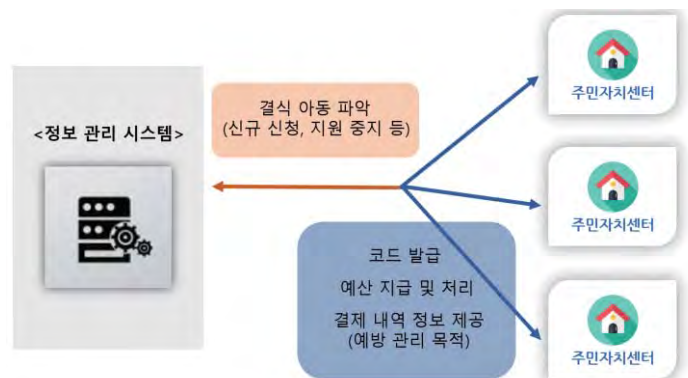 <정보 관리 시스템>
결식 아동 파악
(신규 신청, 지원 중지 등)
코드 발급
예산 지급 및 처리
결제 내역 정보 제공
(예방 관리 목적)
주민자치센터
주민자치센터
주민자치센터